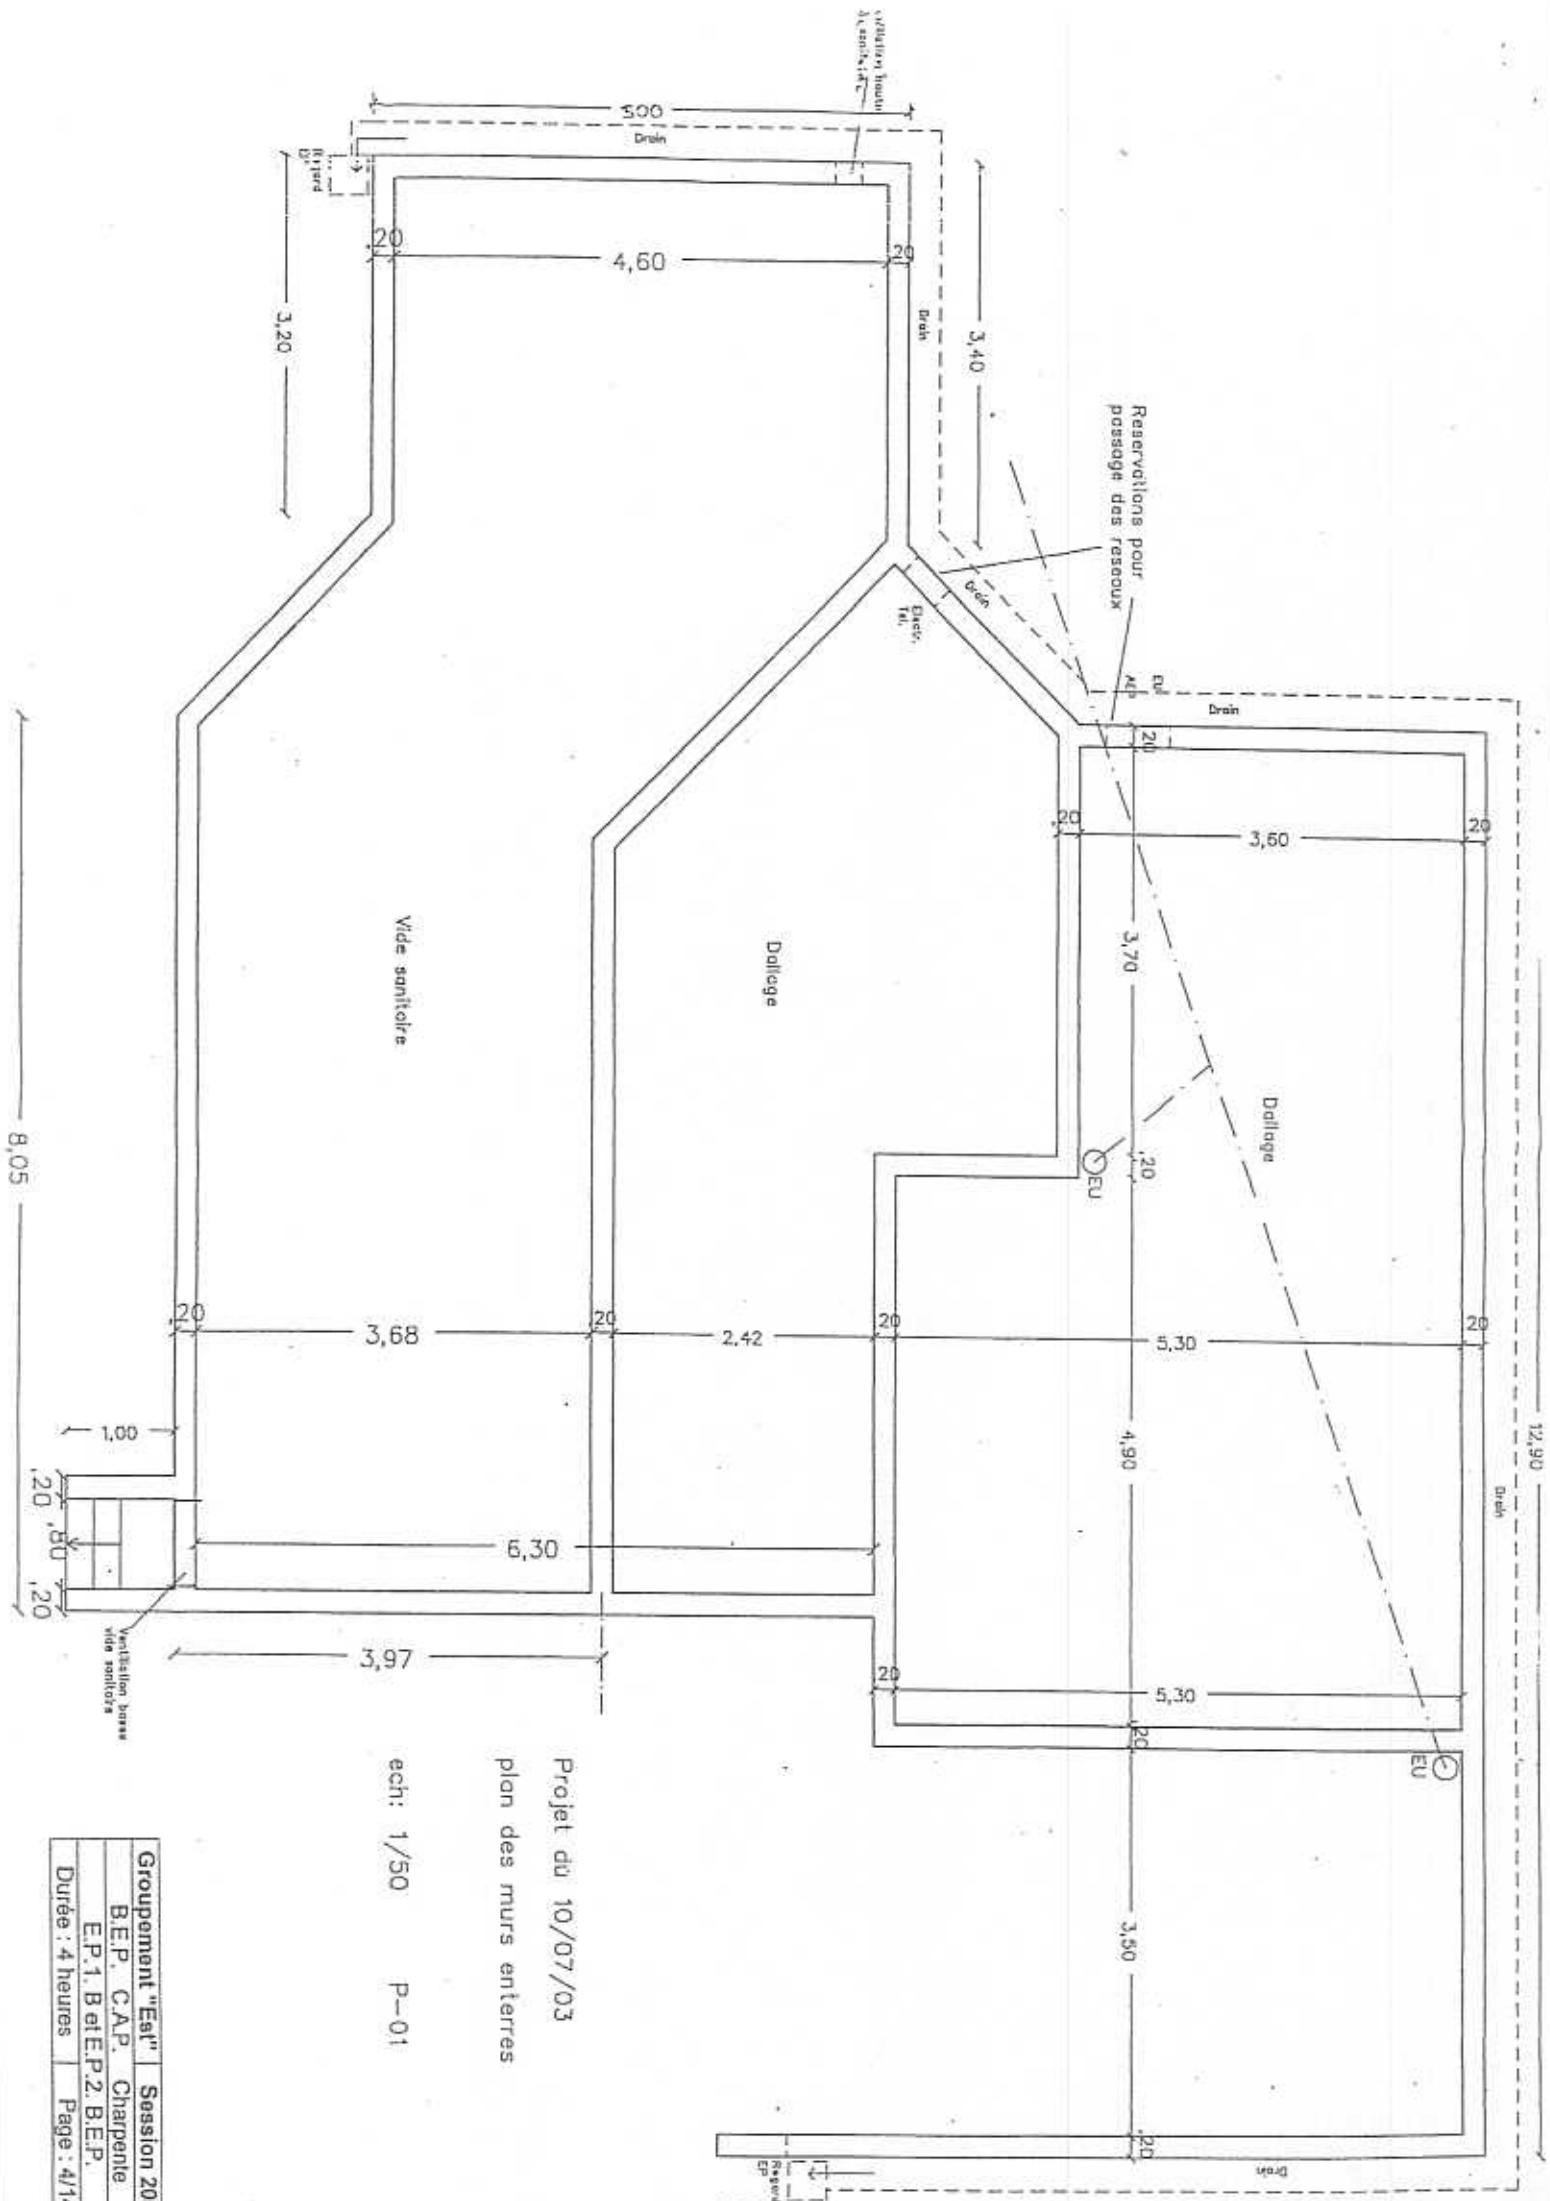 500
Drain
.20
4,60
.20
3,20
3,40
Drain
Reservations pour
passage des reseaux
Drain
Electr.
Tel.
EU
Drain
.20
.20
3,60
.20
3,70
12,90
Vide sanitaire
Dallage
Dallage
.20
EU
8,05
.20
3,68
.20
2.42
.20
5,30
.20
1,00
4,90
Drain
.20
.80
.20
6,30
Ventilation basse
vide sanitaire
3,97
.20
5,30
.20
EU
Projet du 10/07/03
plan des murs enterres
ech: 1/50 P-01
3,50
.20
EP
Drain
Groupement "Est" Session 20
B.E.P. C.A.P. Charpente
E.P.1. B et E.P.2. B.E.P.
Durée : 4 heures Page : 4/14